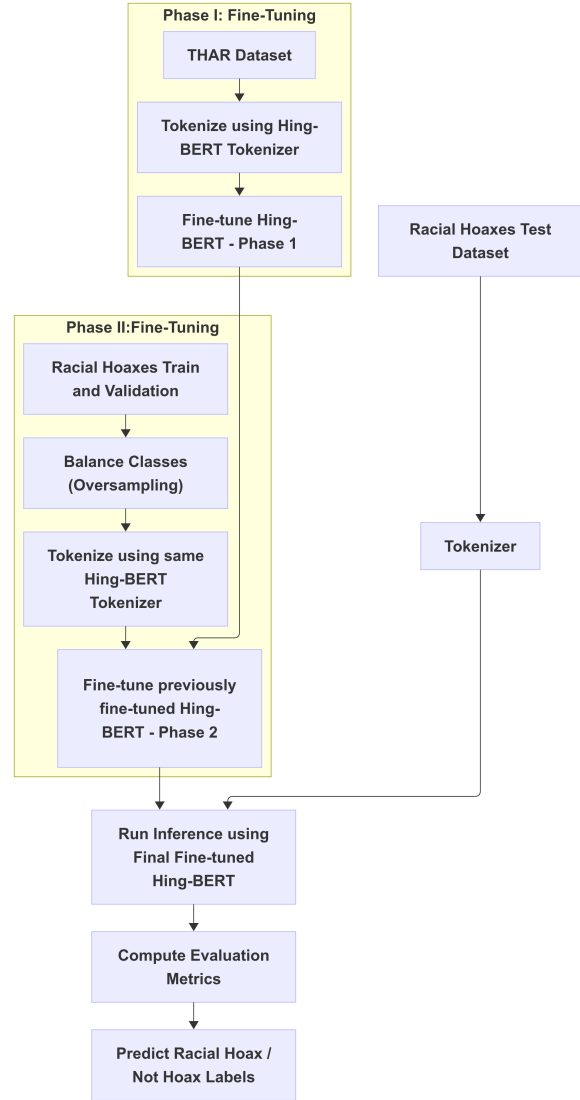 Phase I: Fine-Tuning
THAR Dataset
Tokenize using Hing-
BERT Tokenizer
Fine-tune Hing-
BERT - Phase 1
Racial Hoaxes Test
Dataset
Phase II:Fine-Tuning
Racial Hoaxes Train
and Validation
Balance Classes
(Oversampling)
Tokenize using same
Hing-BERT
Tokenizer
Tokenizer
Fine-tune previously
fine-tuned Hing-
BERT - Phase 2
Run Inference using
Final Fine-tuned
Hing-BERT
Compute Evaluation
Metrics
Predict Racial Hoax /
Not Hoax Labels